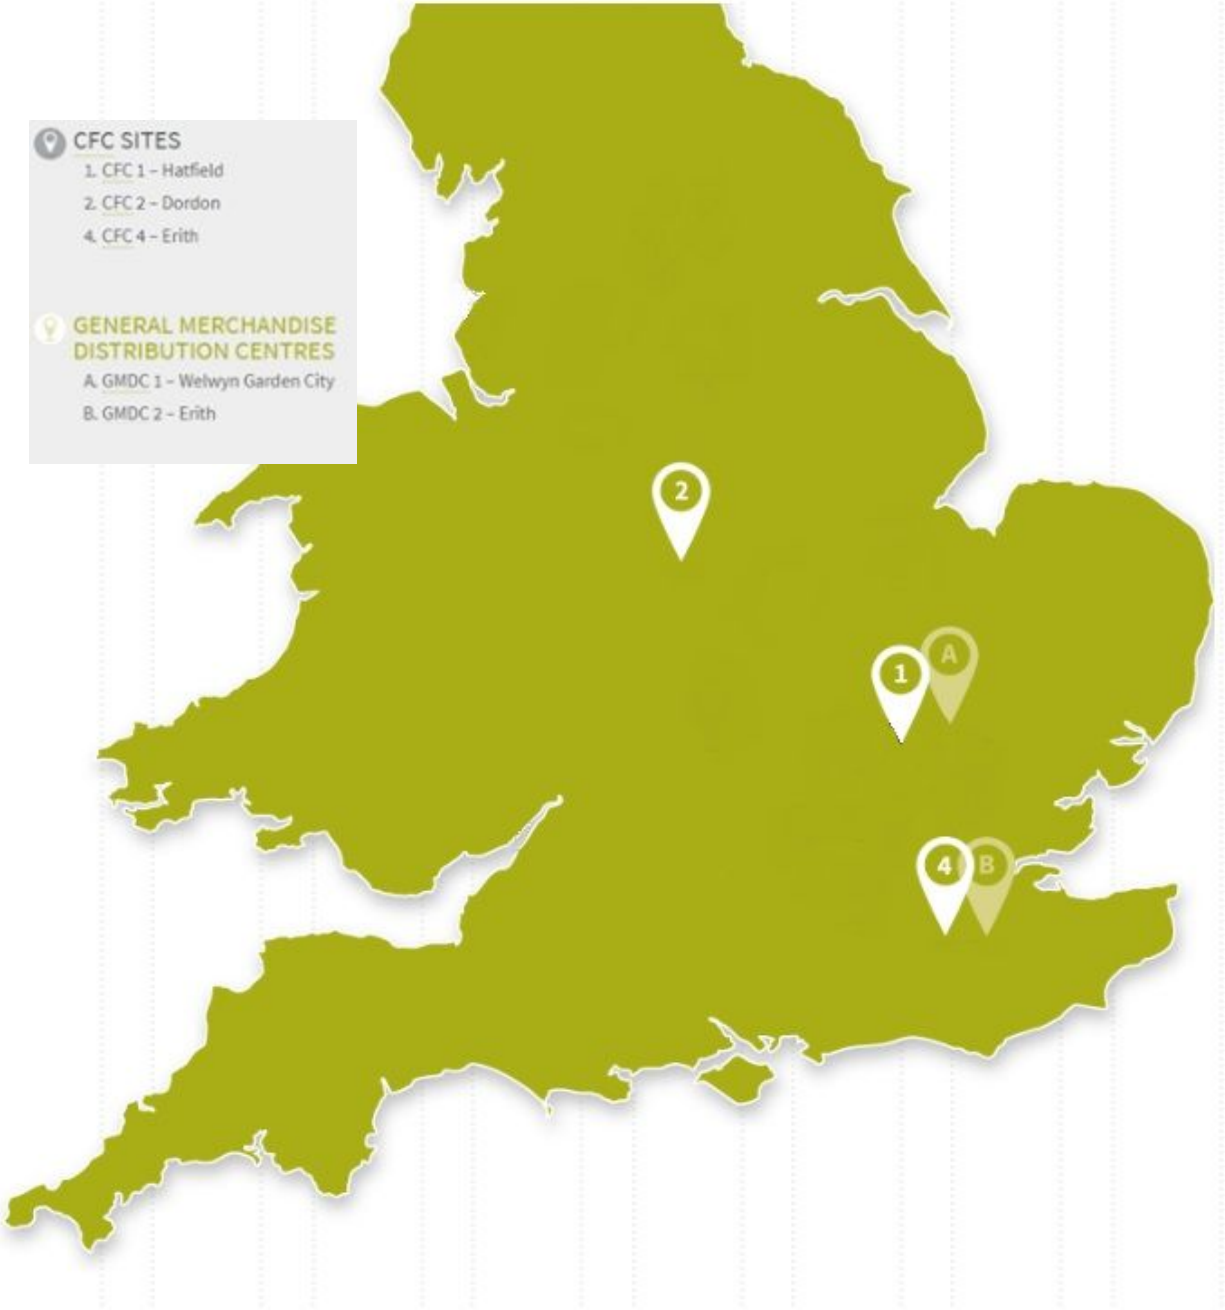 CFC SITES
1. CFC 1 – Hatfield
2. CFC 2 – Dordon
4. CFC 4 – Erith
GENERAL MERCHANDISE
DISTRIBUTION CENTRES
A. GMDC 1 – Welwyn Garden City
B. GMDC 2 – Erith
2
A
1
4
B